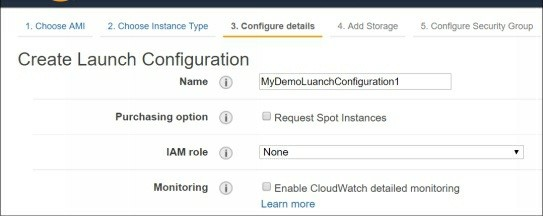 1. Choose AMI 2. Choose Instance Type 3. Configure details 4. Add Storage 5. Configure Security Group
Create Launch Configuration
Name i MyDemoLuanchConfiguration1
Purchasing option i Request Spot Instances
IAM role i None
Monitoring i Enable CloudWatch detailed monitoring
Learn more